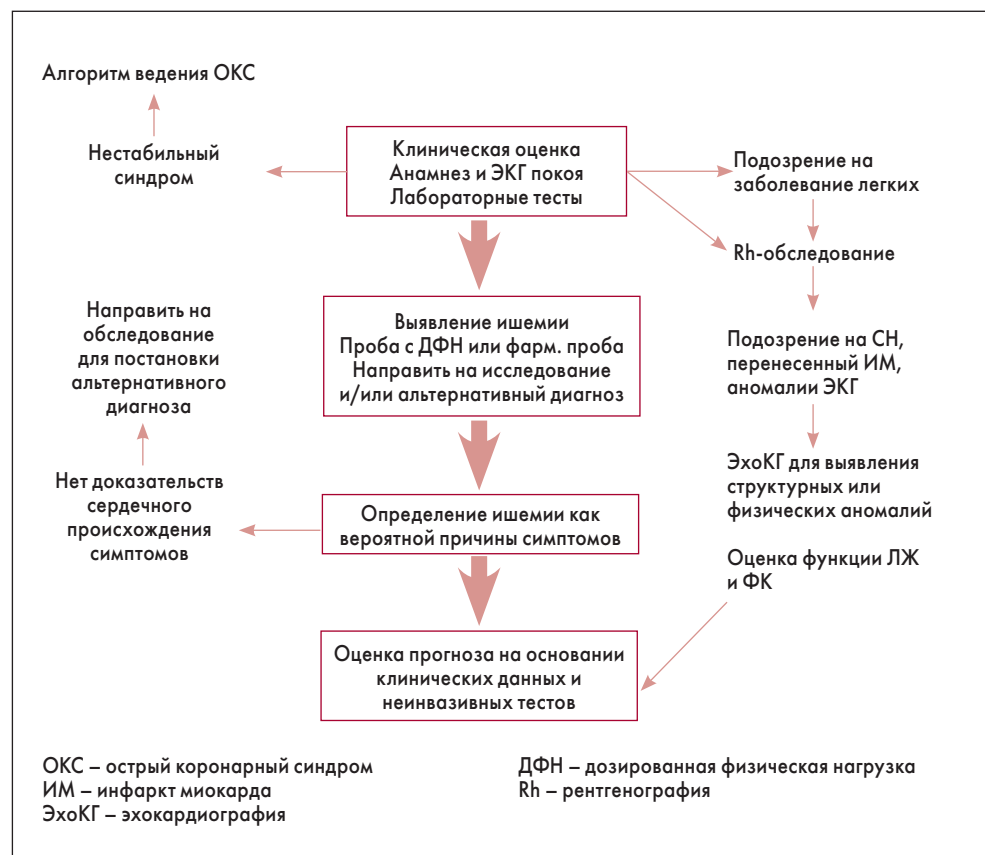 Алгоритм ведения ОКС
Нестабильный
синдром
Клиническая оценка
Анамнез и ЭКГ покоя
Лабораторные тесты
Подозрение на
заболевание легких
Rh-обследование
Направить на
обследование
для постановки
альтернативного
диагноза
Выявление ишемии
Проба с ДФН или фарм. проба
Направить на исследование
и/или альтернативный диагноз
Подозрение на СН,
перенесенный ИМ,
аномалии ЭКГ
Нет доказательств
сердечного
происхождения
симптомов
Определение ишемии как
вероятной причины симптомов
ЭхоКГ для выявления
структурных или
физических аномалий
Оценка функции ЛЖ
и ФК
Оценка прогноза на основании
клинических данных и
неинвазивных тестов
ОКС – острый коронарный синдром
ИМ – инфаркт миокарда
ЭхоКГ – эхокардиография
ДФН – дозированная физическая нагрузка
Rh – рентгенография